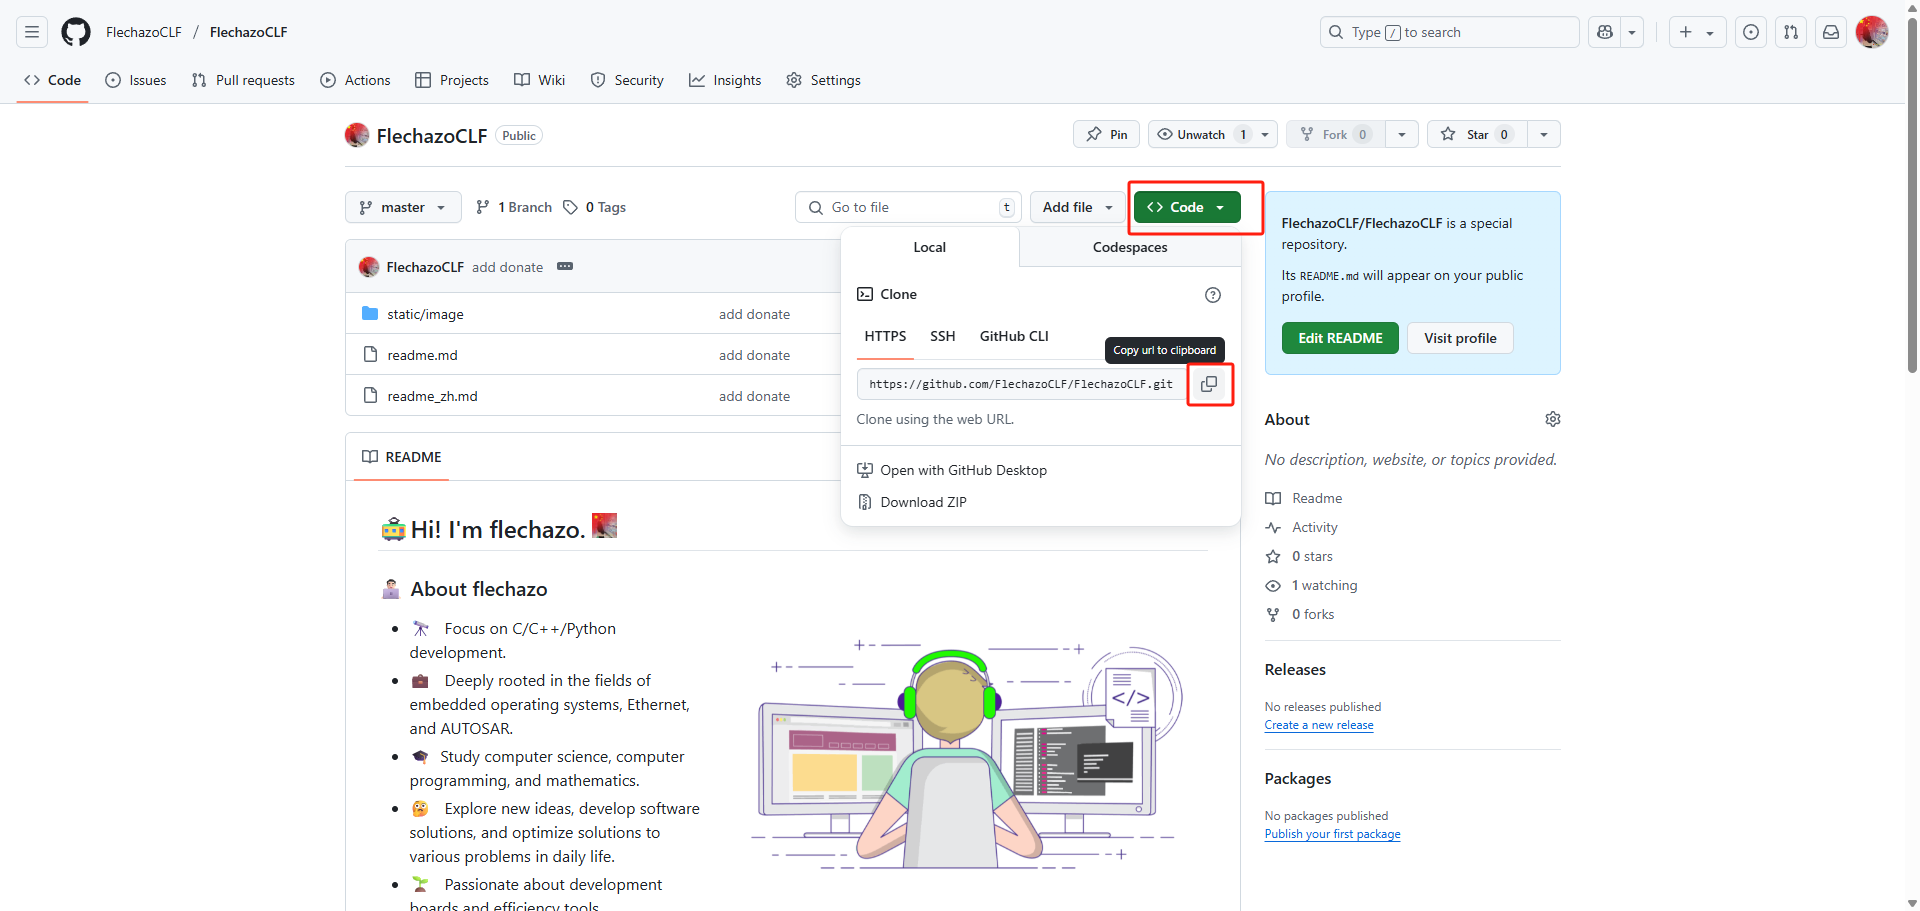 FlechazoCLF / FlechazoCLF
Type / to search
Code Issues Pull requests Actions Projects Wiki Security Insights Settings
FlechazoCLF Public
Pin Unwatch 1 Fork 0 Star 0
master 1 Branch 0 Tags Go to file t Add file <> Code
FlechazoCLF add donate
static/image add donate
readme.md add donate
readme_zh.md add donate
Local Codespaces
Clone
HTTPS SSH GitHub CLI
Copy url to clipboard
https://github.com/FlechazoCLF/FlechazoCLF.git
Clone using the web URL.
Open with GitHub Desktop
Download ZIP
README
Hi! I'm flechazo.
About flechazo
Focus on C/C++/Python
development.
Deeply rooted in the fields of
embedded operating systems, Ethernet,
and AUTOSAR.
Study computer science, computer
programming, and mathematics.
Explore new ideas, develop software
solutions, and optimize solutions to
various problems in daily life.
Passionate about development
boards and efficiency tools
</>
FlechazoCLF/FlechazoCLF is a special
repository.
Its README.md will appear on your public
profile.
Edit README Visit profile
About
No description, website, or topics provided.
Readme
Activity
0 stars
1 watching
0 forks
Releases
No releases published
Create a new release
Packages
No packages published
Publish your first package